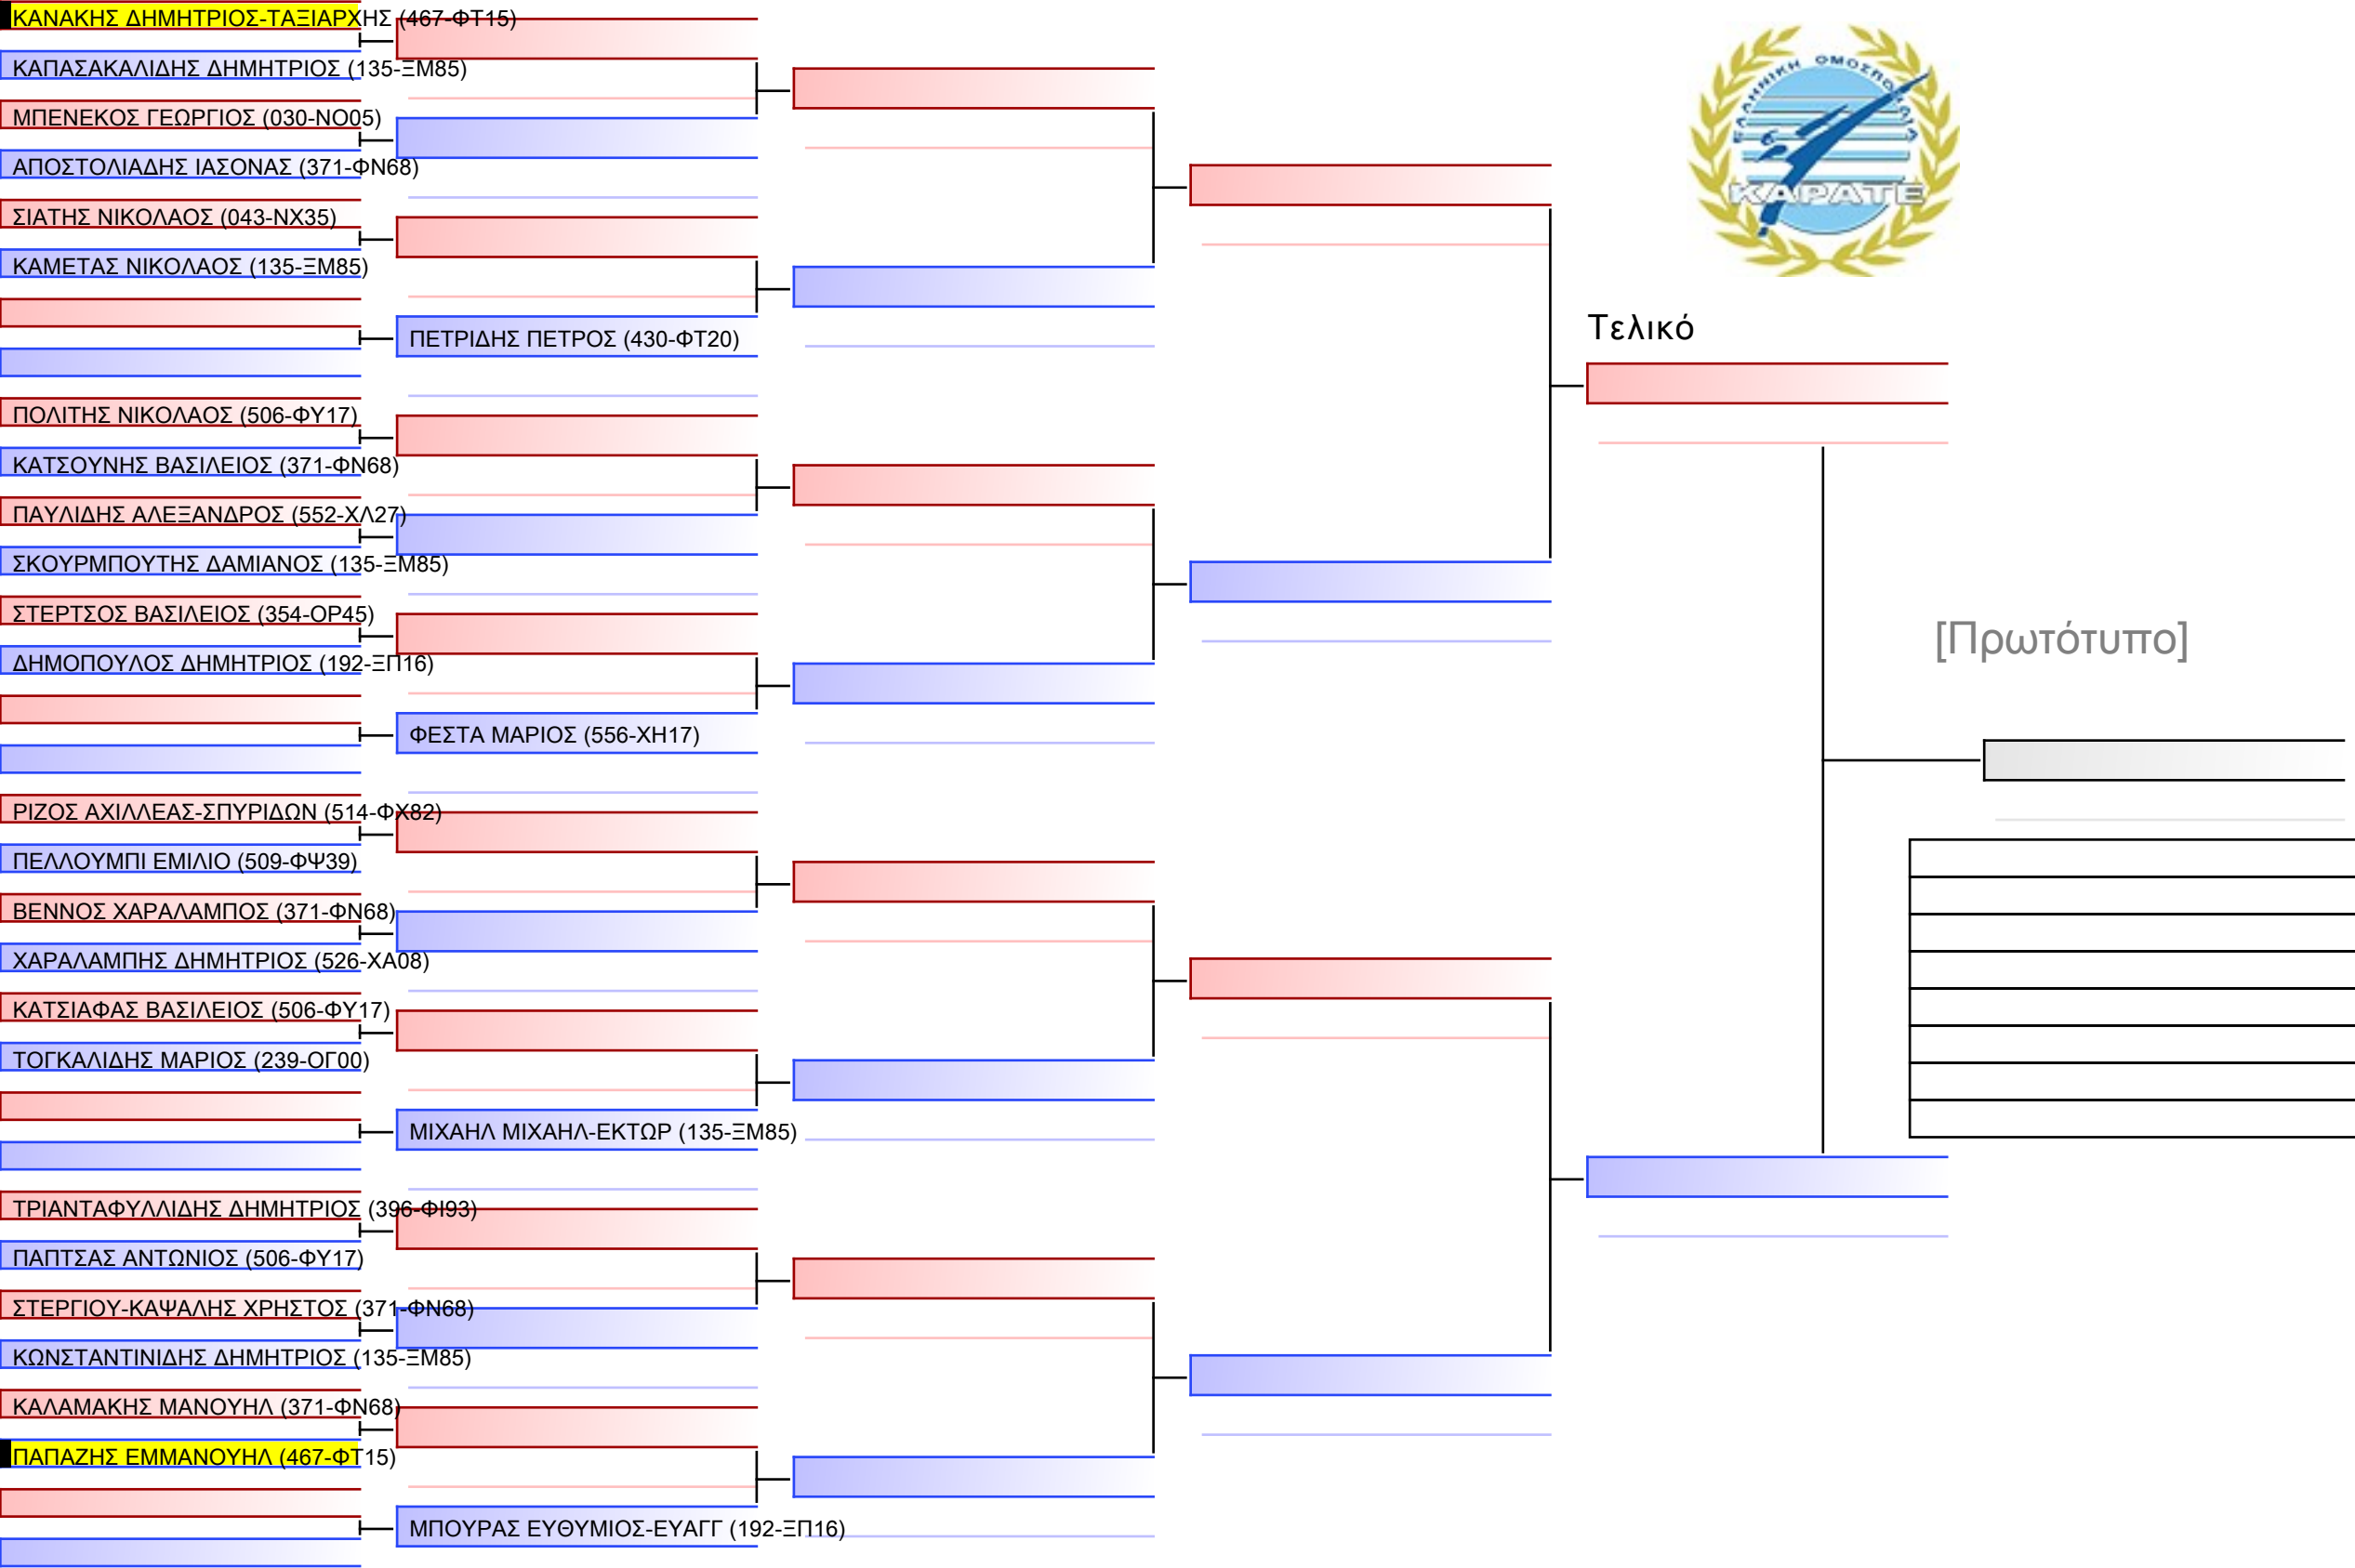 ΚΑΝΑΚΗΣ ΔΗΜΗΤΡΙΟΣ-ΤΑΞΙΑΡΧΗΣ (467-ΦΤ15)
ΚΑΠΑΣΑΚΑΛΙΔΗΣ ΔΗΜΗΤΡΙΟΣ (135-ΞΜ85)
ΜΠΕΝΕΚΟΣ ΓΕΩΡΓΙΟΣ (030-ΝΟ05)
ΑΠΟΣΤΟΛΙΑΔΗΣ ΙΑΣΟΝΑΣ (371-ΦΝ68)
ΣΙΑΤΗΣ ΝΙΚΟΛΑΟΣ (043-ΝΧ35)
ΚΑΜΕΤΑΣ ΝΙΚΟΛΑΟΣ (135-ΞΜ85)
ΠΕΤΡΙΔΗΣ ΠΕΤΡΟΣ (430-ΦΤ20)
ΠΟΛΙΤΗΣ ΝΙΚΟΛΑΟΣ (506-ΦΥ17)
ΚΑΤΣΟΥΝΗΣ ΒΑΣΙΛΕΙΟΣ (371-ΦΝ68)
ΠΑΥΛΙΔΗΣ ΑΛΕΞΑΝΔΡΟΣ (552-ΧΛ27)
ΣΚΟΥΡΜΠΟΥΤΗΣ ΔΑΜΙΑΝΟΣ (135-ΞΜ85)
ΣΤΕΡΤΣΟΣ ΒΑΣΙΛΕΙΟΣ (354-ΟΡ45)
ΔΗΜΟΠΟΥΛΟΣ ΔΗΜΗΤΡΙΟΣ (192-ΞΠ16)
ΦΕΣΤΑ ΜΑΡΙΟΣ (556-ΧΗ17)
ΡΙΖΟΣ ΑΧΙΛΛΕΑΣ-ΣΠΥΡΙΔΩΝ (514-ΦΧ82)
ΠΕΛΛΟΥΜΠΙ ΕΜΙΛΙΟ (509-ΦΨ39)
ΒΕΝΝΟΣ ΧΑΡΑΛΑΜΠΟΣ (371-ΦΝ68)
ΧΑΡΑΛΑΜΠΗΣ ΔΗΜΗΤΡΙΟΣ (526-ΧΑ08)
ΚΑΤΣΙΑΦΑΣ ΒΑΣΙΛΕΙΟΣ (506-ΦΥ17)
ΤΟΓΚΑΛΙΔΗΣ ΜΑΡΙΟΣ (239-ΟΓ00)
ΜΙΧΑΗΛ ΜΙΧΑΗΛ-ΕΚΤΩΡ (135-ΞΜ85)
ΤΡΙΑΝΤΑΦΥΛΛΙΔΗΣ ΔΗΜΗΤΡΙΟΣ (396-ΦΙ93)
ΠΑΠΤΣΑΣ ΑΝΤΩΝΙΟΣ (506-ΦΥ17)
ΣΤΕΡΓΙΟΥ-ΚΑΨΑΛΗΣ ΧΡΗΣΤΟΣ (371-ΦΝ68)
ΚΩΝΣΤΑΝΤΙΝΙΔΗΣ ΔΗΜΗΤΡΙΟΣ (135-ΞΜ85)
ΚΑΛΑΜΑΚΗΣ ΜΑΝΟΥΗΛ (371-ΦΝ68)
ΠΑΠΑΖΗΣ ΕΜΜΑΝΟΥΗΛ (467-ΦΤ15)
ΜΠΟΥΡΑΣ ΕΥΘΥΜΙΟΣ-ΕΥΑΓΓ (192-ΞΠ16)
ΕΛΛΗΝΙΚΗ ΟΜΟΣΠΟΝΔΙΑ
ΚΑΡΑΤΕ
Τελικό
[Πρωτότυπο]